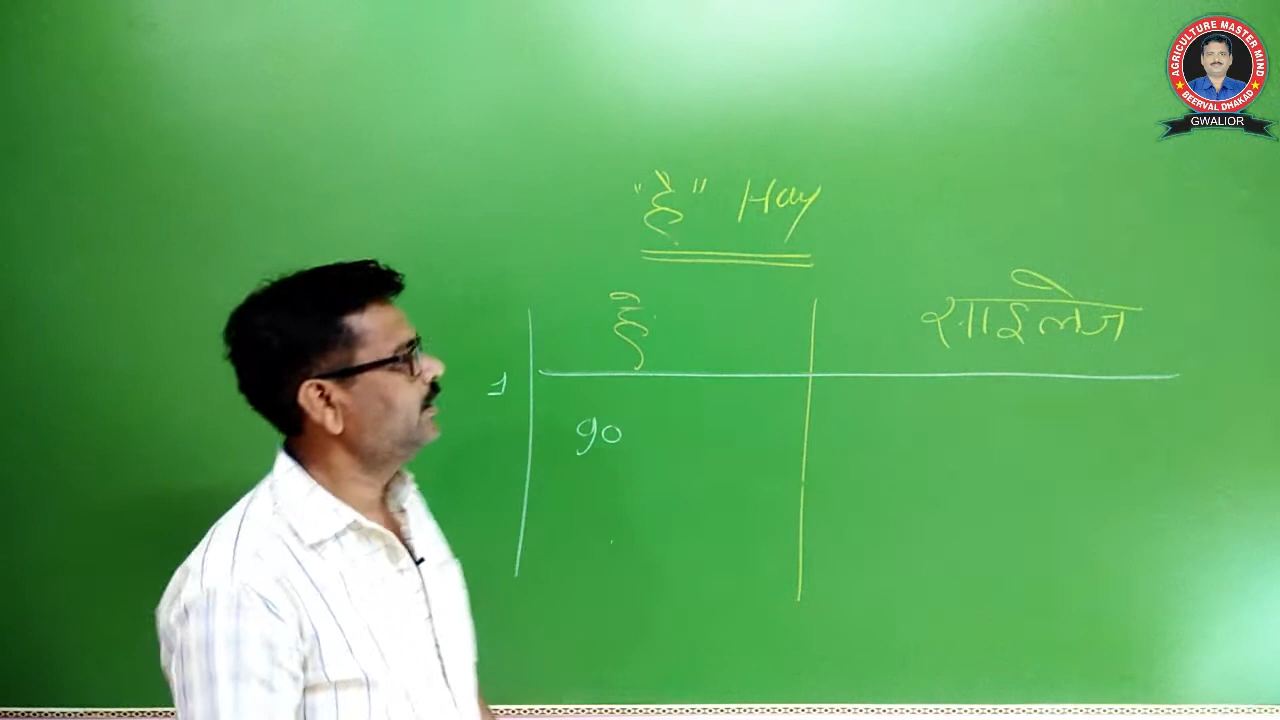 AGRICULTURE MASTER MIND
BEERVAL DHAKAD
GWALIOR
"है" Hay
है साइलेज
1
90